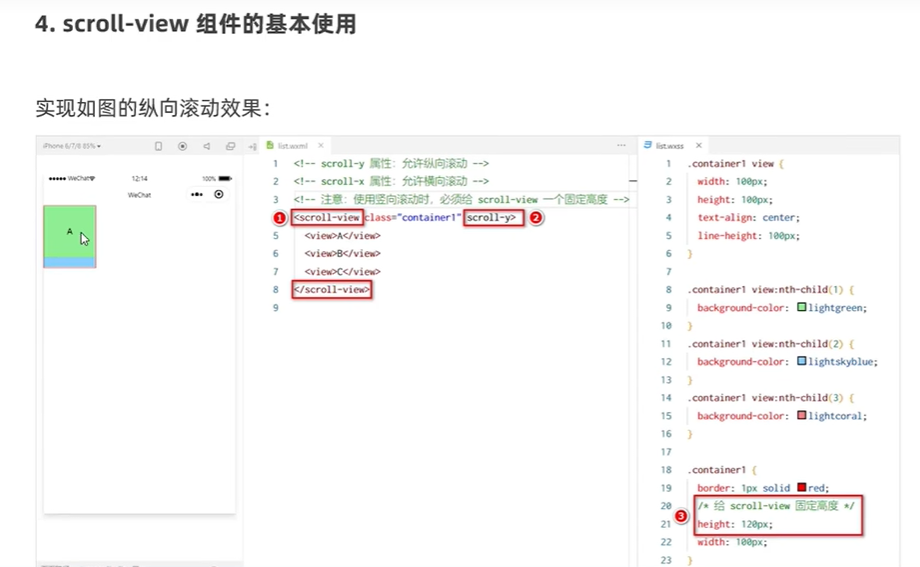 4. scroll-view 组件的基本使用
实现如图的纵向滚动效果：
iPhone 6/7/8 85%
list.wxml
WeChat
12:14
100%
WeChat
A
1 <!-- scroll-y 属性：允许纵向滚动 -->
2 <!-- scroll-x 属性：允许横向滚动 -->
3 <!-- 注意：使用竖向滚动时，必须给 scroll-view 一个固定高度 -->
1 <scroll-view class="container1" scroll-y> 2
5 <view>A</view>
6 <view>B</view>
7 <view>C</view>
8 </scroll-view>
9
list.wxss
1 .container1 view {
2 width: 100px;
3 height: 100px;
4 text-align: center;
5 line-height: 100px;
6 }
7
8 .container1 view:nth-child(1) {
9 background-color: lightgreen;
10 }
11 .container1 view:nth-child(2) {
12 background-color: lightskyblue;
13 }
14 .container1 view:nth-child(3) {
15 background-color: lightcoral;
16 }
17
18 .container1 {
19 border: 1px solid red;
20 /* 给 scroll-view 固定高度 */
3
21 height: 120px;
22 width: 100px;
23 }